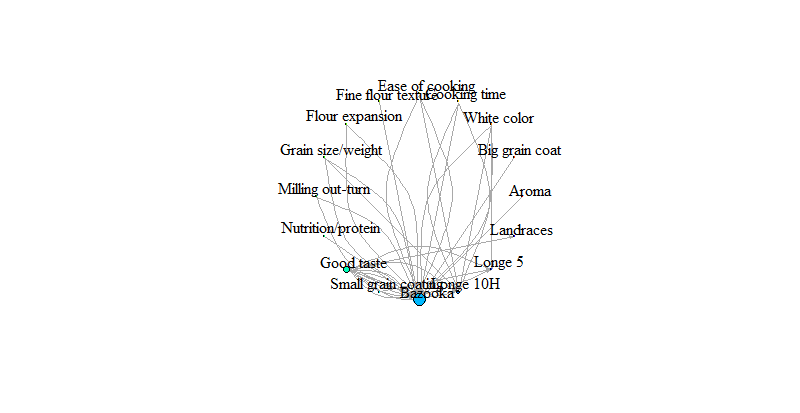 Ease of cooking
Fine flour texture
Cooking time
Flour expansion
White color
Grain size/weight
Big grain coat
Milling out-turn
Aroma
Nutrition/protein
Landraces
Good taste
Longe 5
Small grain coating
Longe 10H
Bazooka